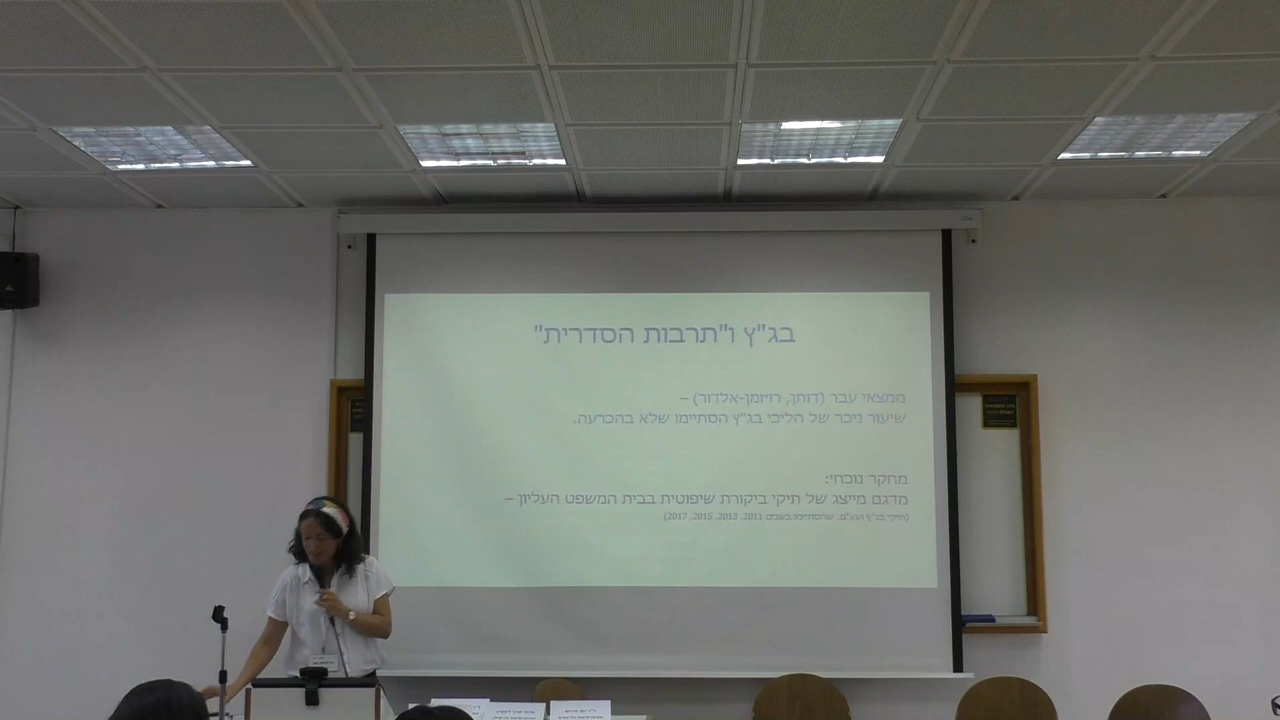 בג"ץ ו"תרבות הסדרית"
ממצאי עבר (דותן, רוזמן-אלדור) –
שיעור ניכר של הליכי בג"ץ הסתיימו שלא בהכרעה.
מחקר נוכחי:
מדגם מייצג של תיקי ביקורת שיפוטית בבית המשפט העליון –
(תיקי בג"ץ ועע"ם, שהסתיימו בשנים 2011, 2013, 2015, 2017)